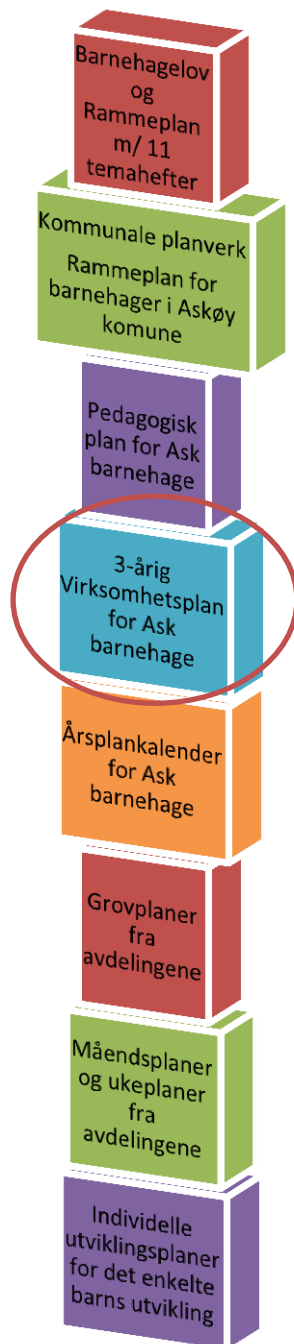 Barnehagelov
og
Rammeplan
m/ 11
temahefter
Kommunale planverk
Rammeplan for
barnehager i Askøy
komune
Pedagogisk
plan for Ask
barnehage
3-årig
Virksomhetsplan
for Ask
barnehage
Årsplankalender
for Ask
barnehage
Grovplaner
fra
avdelingene
Måendsplaner
og ukeplaner
fra
avdelingene
Individelle
utviklingsplaner
for det enkelte
barns utvikling